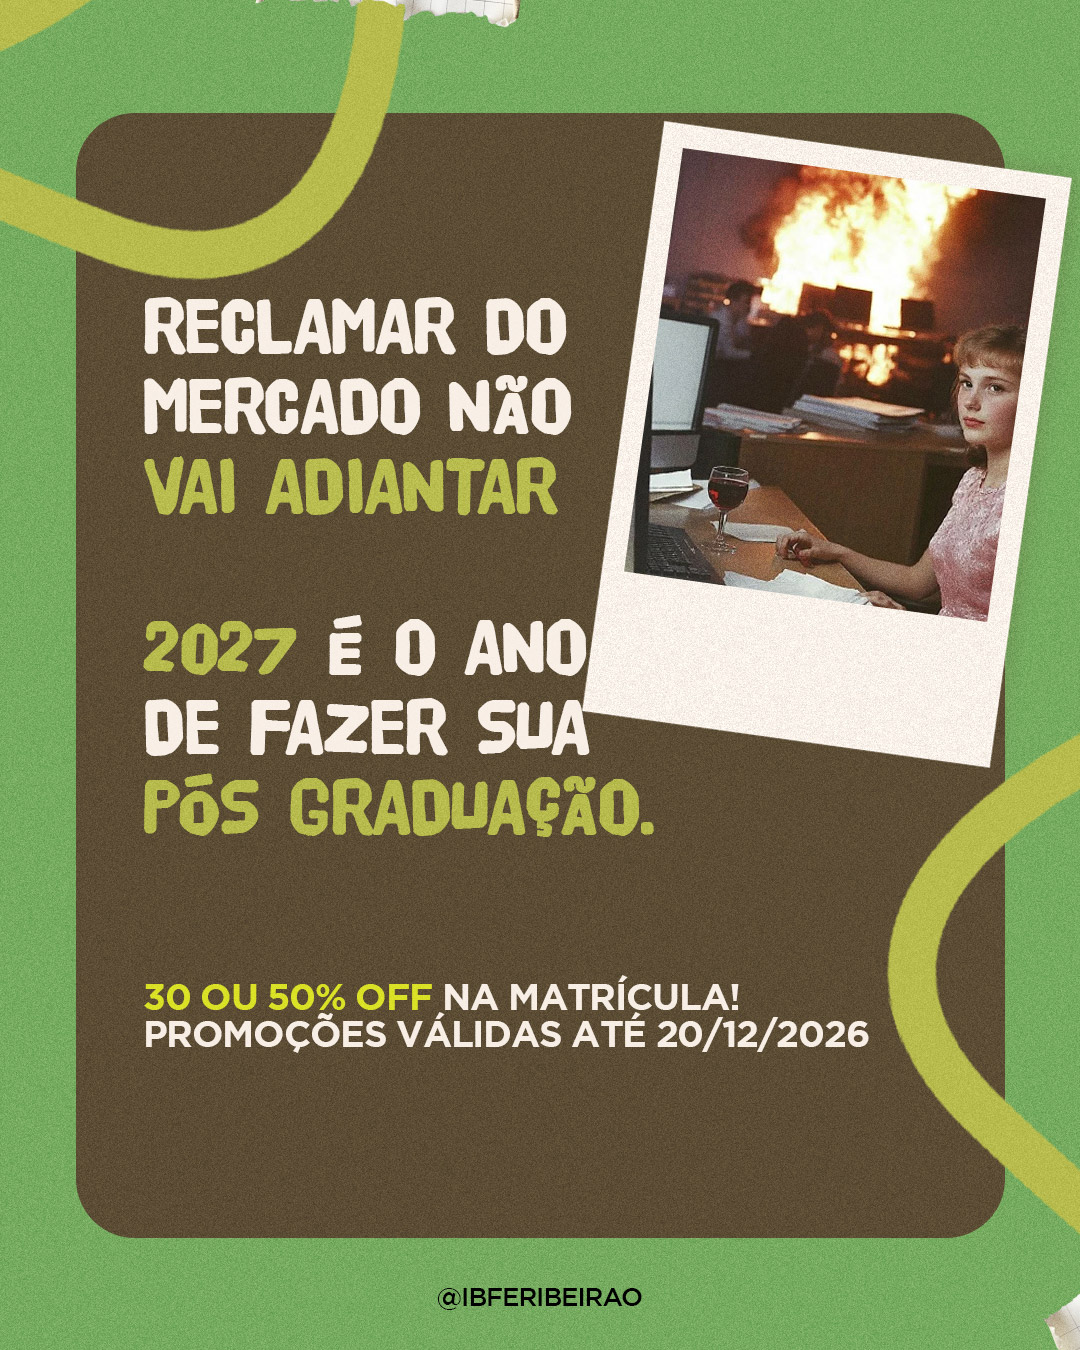 RECLAMAR DO
MERCADO NÃO
VAI ADIANTAR
2027 É O ANO
DE FAZER SUA
PÓS GRADUAÇÃO.
30 OU 50% OFF NA MATRÍCULA!
PROMOÇÕES VÁLIDAS ATÉ 20/12/2026
@IBFERIBEIRAO